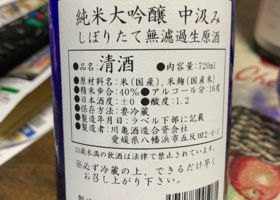 純米大吟醸 中汲み
しぼりたて無濾過生原酒
●品名:清酒 ●内容量:720ml
●原材料名:米(国産)、米麹(国産米)
●精米歩合:40% ●アルコール分:16度
●日本酒度:±0 ●酸度:1.2
●保存方法:要冷蔵
●製造年月日:ラベル下部に記載
●製造者:川亀酒造合資会社
愛媛県八幡浜市五反田2-4-1
20歳未満の飲酒は法律で禁止されています。
※必ず冷蔵の上、できるだけ早く
お召し上がり下さい。